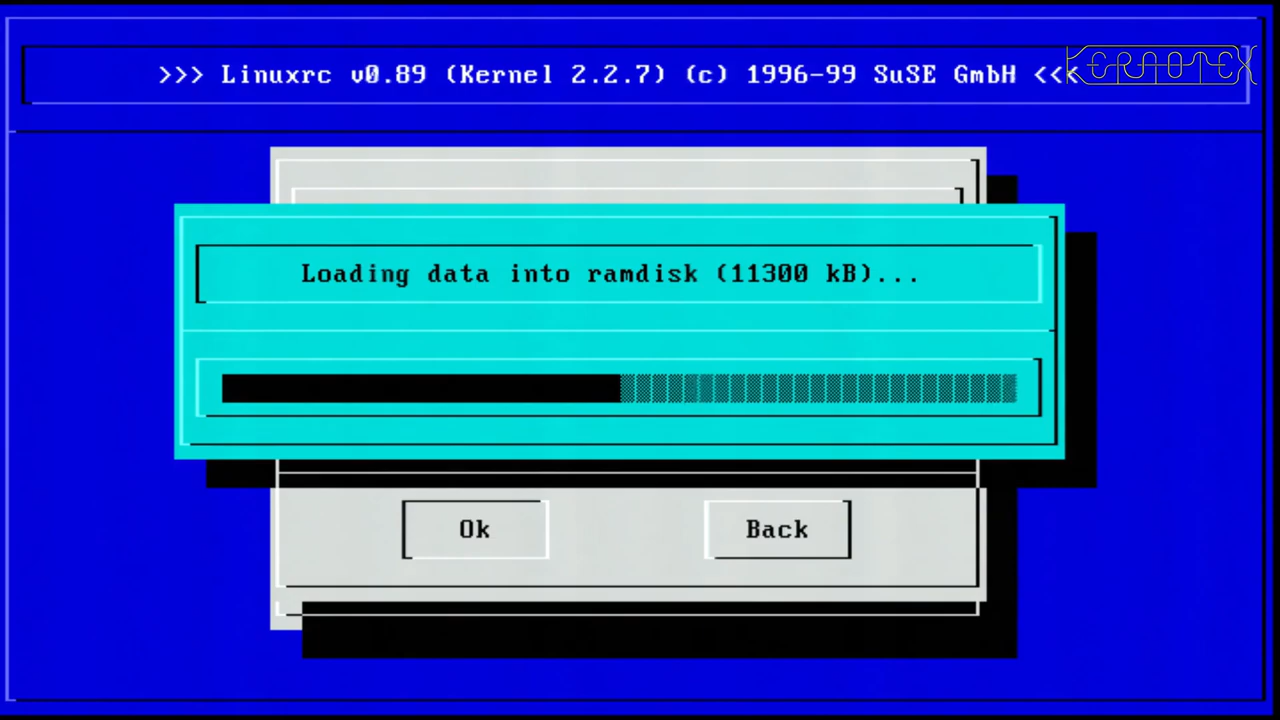 >>> Linuxrc v0.89 (Kernel 2.2.7) (c) 1996-99 SuSE GmbH <<<
KERNOTEX
Loading data into ramdisk (11300 kB)...
Ok Back